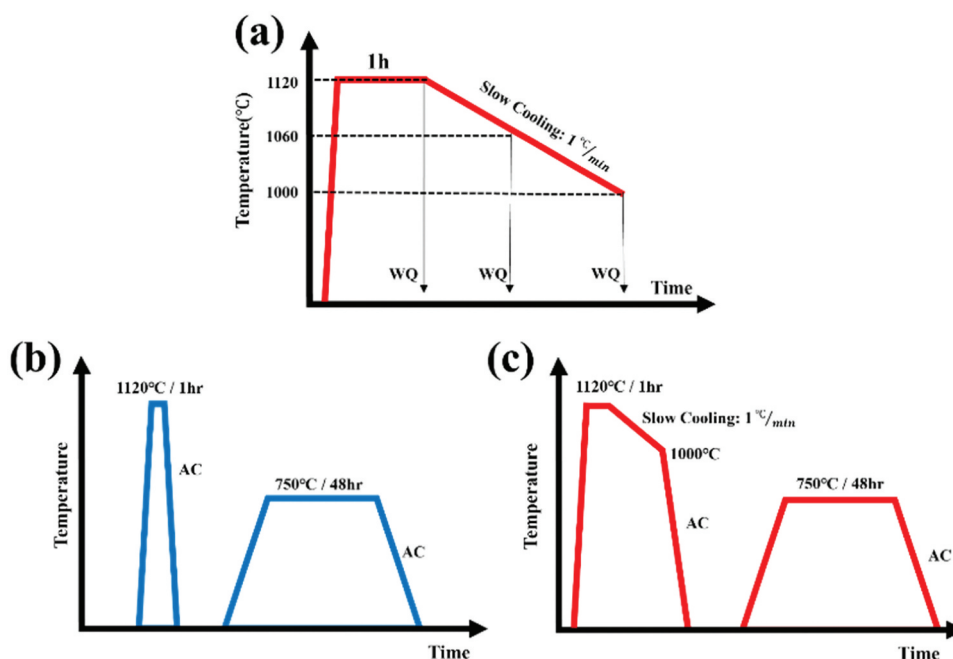 (a)
1h
1120
Slow Cooling: 1 ℃/min
1060
1000
Temperature(℃)
WQ
WQ
WQ
Time
(b)
1120℃ / 1hr
AC
750℃ / 48hr
AC
Temperature
Time
(c)
1120℃ / 1hr
Slow Cooling: 1 ℃/min
1000℃
AC
750℃ / 48hr
AC
Temperature
Time